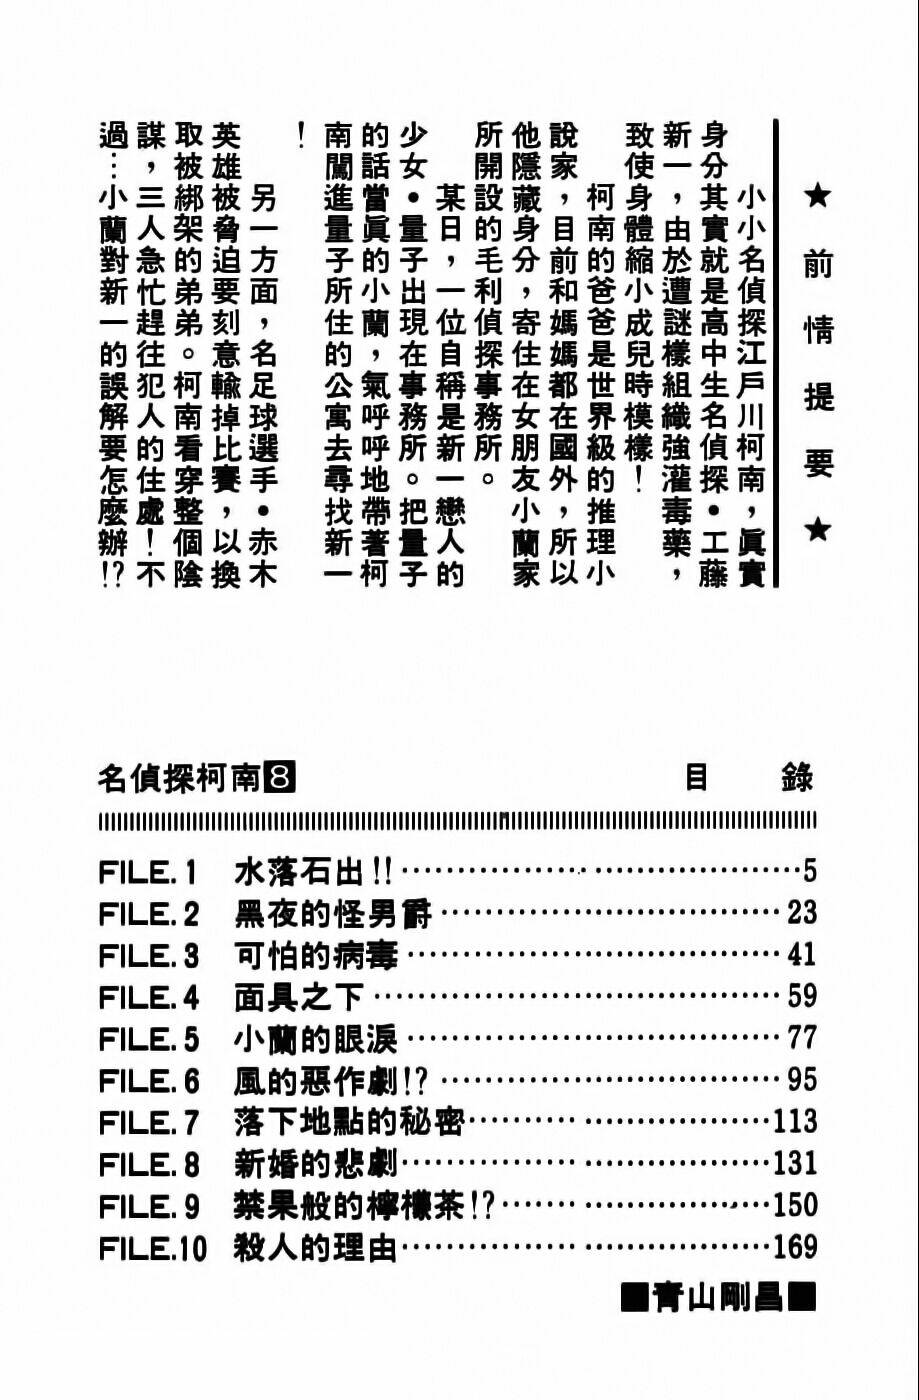 ★前情提要★
小小名偵探江戶川柯南，眞實
身分其實就是高中生名偵探•工藤
新一，由於遭謎樣組織強灌毒藥，
致使身體縮小成兒時模樣！
柯南的爸爸是世界級的推理小
說家，目前和媽媽都在國外，所以
他隱藏身分，寄住在女朋友小蘭家
所開設的毛利偵探事務所。
某日，一位自稱是新一戀人的
少女•量子出現在事務所。把量子
的話當眞的小蘭，氣呼呼地帶著柯
南闖進量子所住的公寓去尋找新一
！
另一方面，名足球選手•赤木
英雄被脅迫要刻意輸掉比賽，以換
取被綁架的弟弟。柯南看穿整個陰
謀，三人急忙趕往犯人的住處！不
過…小蘭對新一的誤解要怎麼辦!?
名偵探柯南8 目 錄
FILE.1 水落石出!!……………………5
FILE.2 黑夜的怪男爵……………………23
FILE.3 可怕的病毒……………………41
FILE.4 面具之下……………………59
FILE.5 小蘭的眼淚……………………77
FILE.6 風的惡作劇!?……………………95
FILE.7 落下地點的秘密……………………113
FILE.8 新婚的悲劇……………………131
FILE.9 禁果般的檸檬茶!?……………………150
FILE.10 殺人的理由……………………169
■青山剛昌■